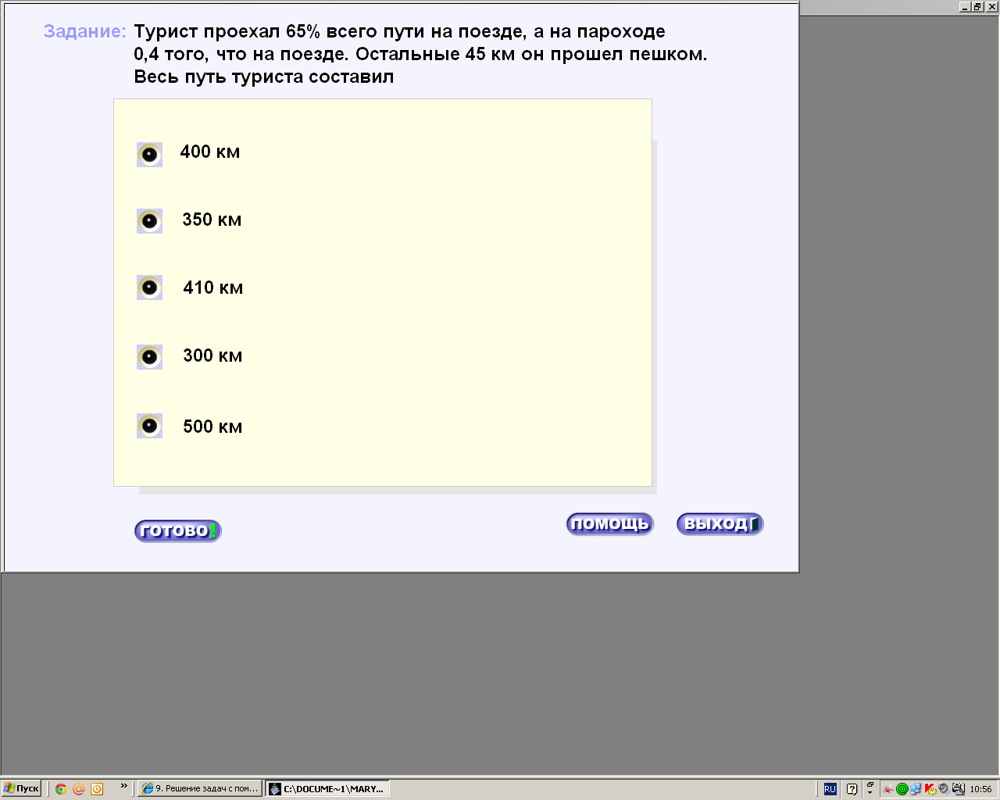 Задание: Турист проехал 65% всего пути на поезде, а на пароходе
0,4 того, что на поезде. Остальные 45 км он прошел пешком.
Весь путь туриста составил
400 км
350 км
410 км
300 км
500 км
ГОТОВО!
ПОМОЩЬ
ВЫХОД
Пуск
»
9. Решение задач с пом...
C:\DOCUME~1\MARY...
RU
10:56